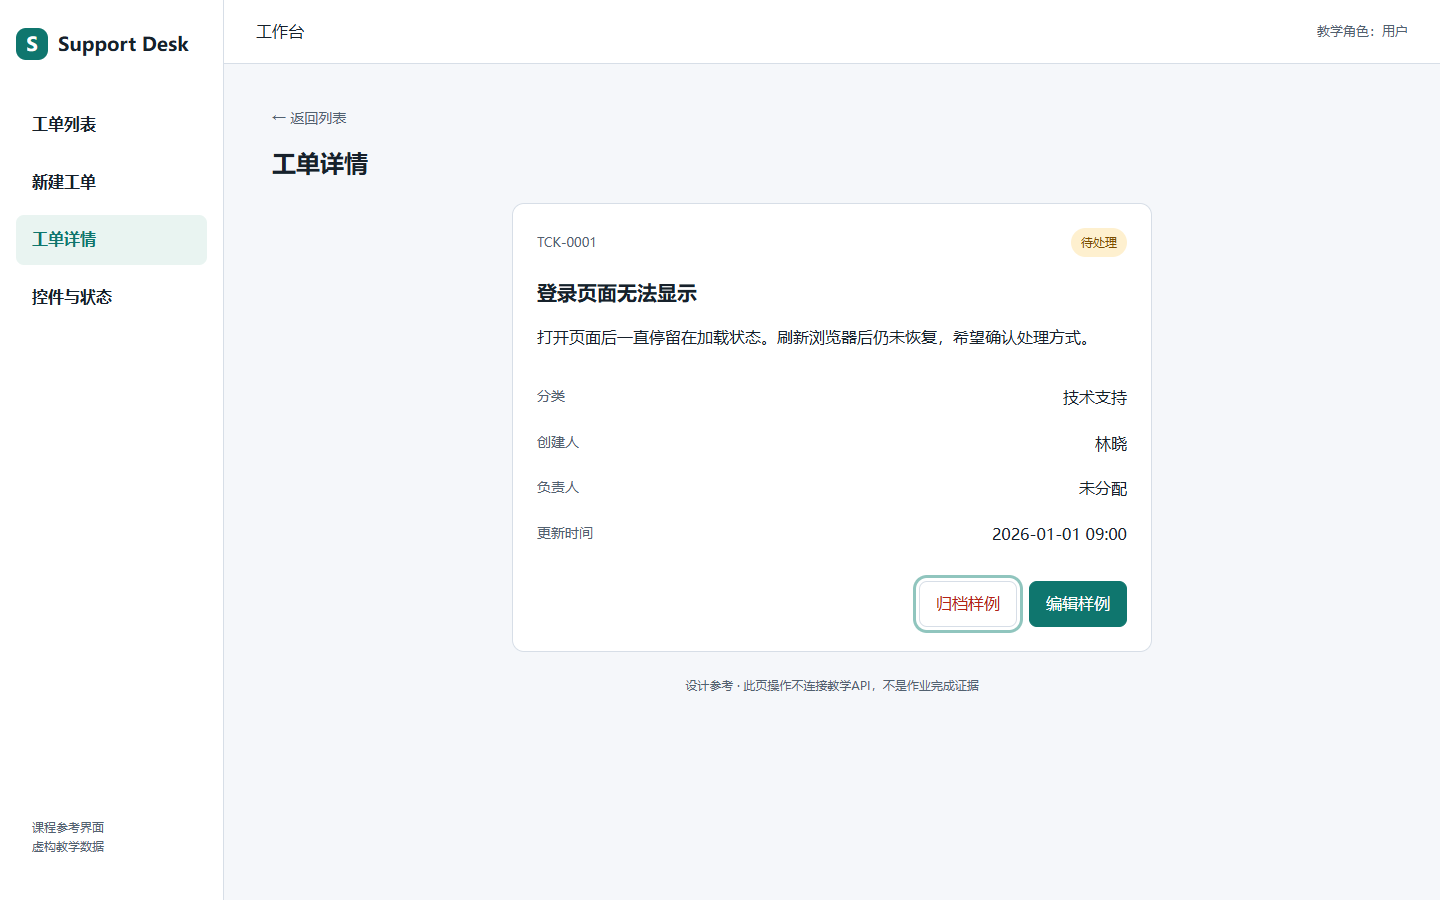 S Support Desk
工作台
教学角色：用户
工单列表
新建工单
工单详情
控件与状态
课程参考界面
虚构教学数据
← 返回列表
工单详情
TCK-0001
待处理
登录页面无法显示
打开页面后一直停留在加载状态。刷新浏览器后仍未恢复，希望确认处理方式。
分类
技术支持
创建人
林晓
负责人
未分配
更新时间
2026-01-01 09:00
归档样例
编辑样例
设计参考 · 此页操作不连接教学API，不是作业完成证据